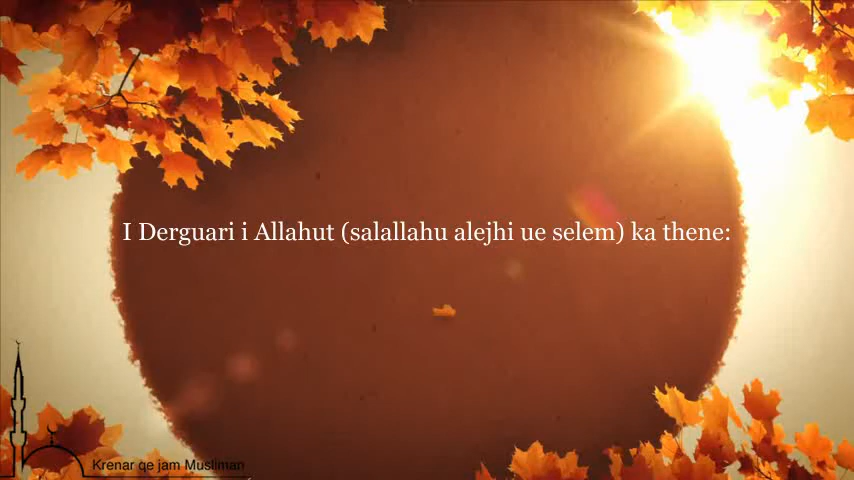 I Derguari i Allahut (salallahu alejhi ue selem) ka thene:
Krenar qe jam Musliman